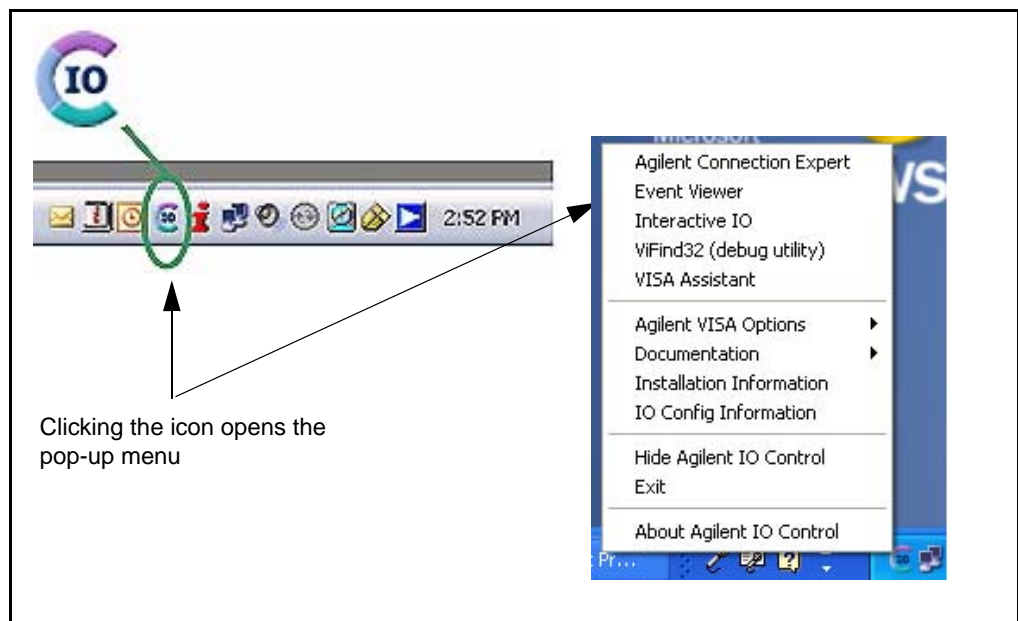 IO
IO
2:52 PM
Clicking the icon opens the
pop-up menu
Microsoft
Agilent Connection Expert
Event Viewer
Interactive IO
ViFind32 (debug utility)
VISA Assistant
Agilent VISA Options
Documentation
Installation Information
IO Config Information
Hide Agilent IO Control
Exit
About Agilent IO Control
Pr...
IO